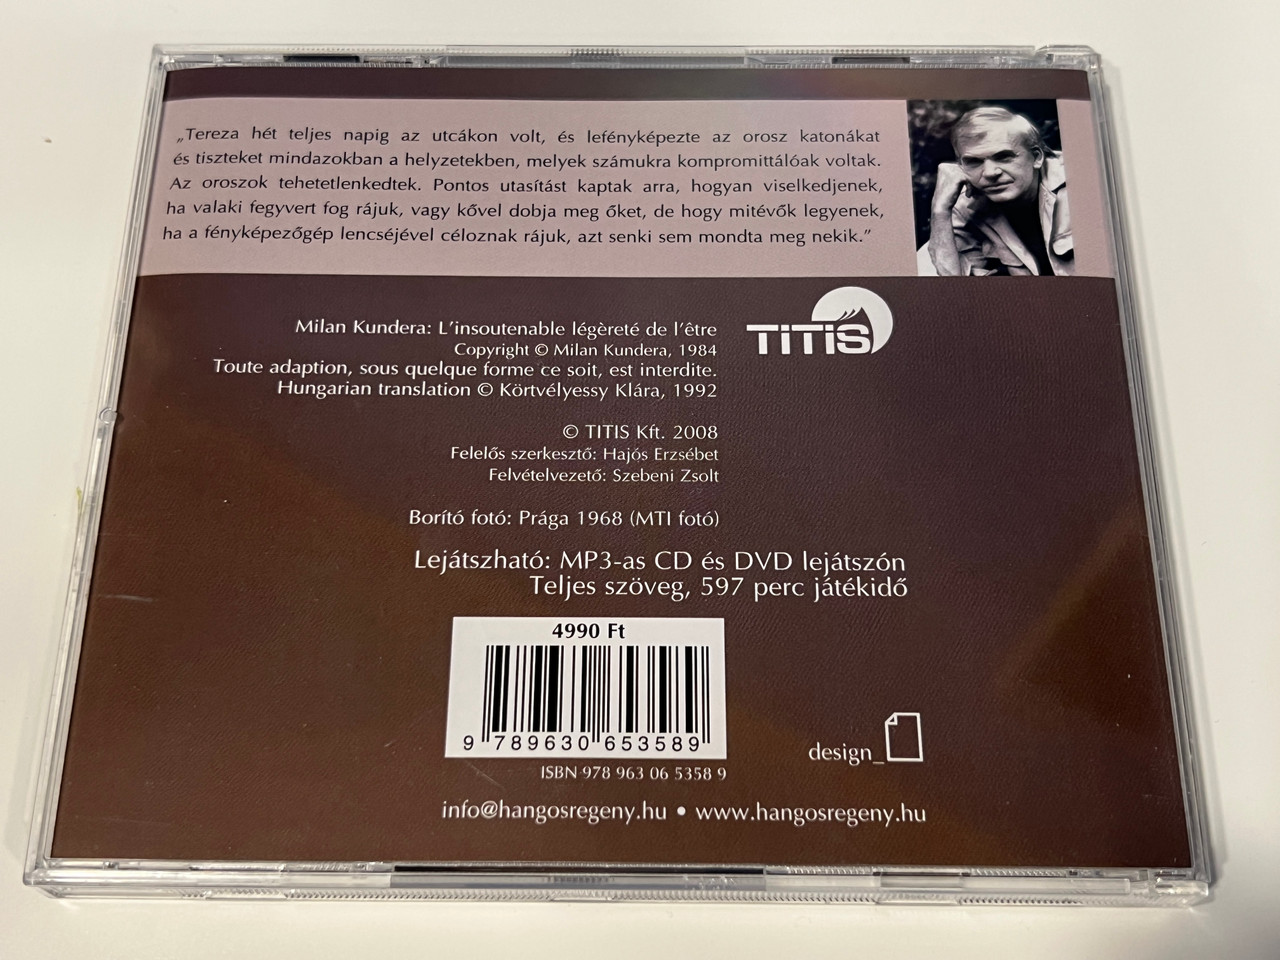 „Tereza hét teljes napig az utcákon volt, és lefényképezte az orosz katonákat
és tiszteket mindazokban a helyzetekben, melyek számukra kompromittálóak voltak.
Az oroszok tehetetlenkedtek. Pontos utasítást kaptak arra, hogyan viselkedjenek,
ha valaki fegyvert fog rájuk, vagy kővel dobja meg őket, de hogy mitévők legyenek,
ha a fényképezőgép lencséjével céloznak rájuk, azt senki sem mondta meg nekik.”
Milan Kundera: L'insoutenable légèreté de l'être
Copyright © Milan Kundera, 1984
Toute adaption, sous quelque forme ce soit, est interdite.
Hungarian translation © Körtvélyessy Klára, 1992
TITIS
© TITIS Kft. 2008
Felelős szerkesztő: Hajós Erzsébet
Felvételvezető: Szebeni Zsolt
Borító fotó: Prága 1968 (MTI fotó)
Lejátszható: MP3-as CD és DVD lejátszón
Teljes szöveg, 597 perc játékidő
4990 Ft
9 789630 653589
ISBN 978 963 06 5358 9
design_
info@hangosregeny.hu • www.hangosregeny.hu